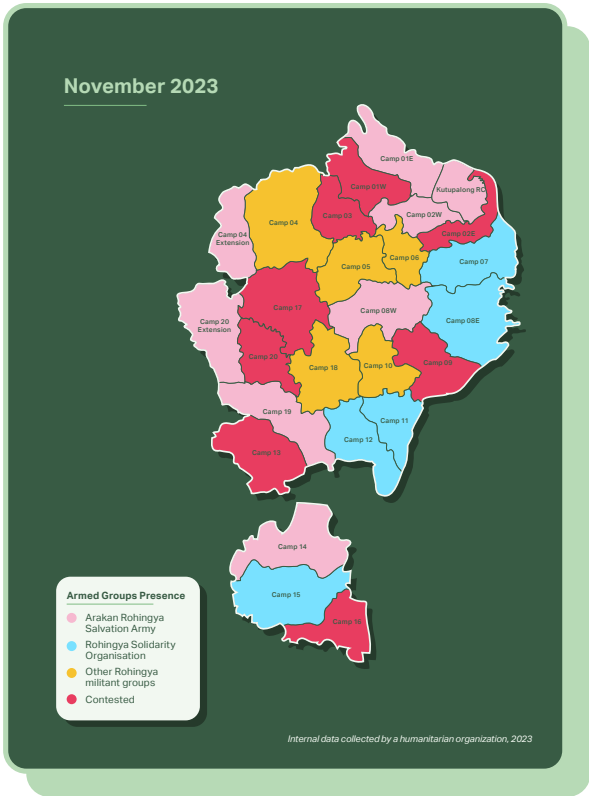 November 2023
Camp 01E
Camp 01W
Kutupalong RC
Camp 03
Camp 02W
Camp 04
Camp 04
Extension
Camp 02E
Camp 05
Camp 06
Camp 07
Camp 17
Camp 08W
Camp 08E
Camp 20
Extension
Camp 20
Camp 18
Camp 10
Camp 09
Camp 19
Camp 11
Camp 12
Camp 13
Camp 14
Camp 15
Camp 16
Armed Groups Presence
Arakan Rohingya
Salvation Army
Rohingya Solidarity
Organisation
Other Rohingya
militant groups
Contested
Internal data collected by a humanitarian organization, 2023